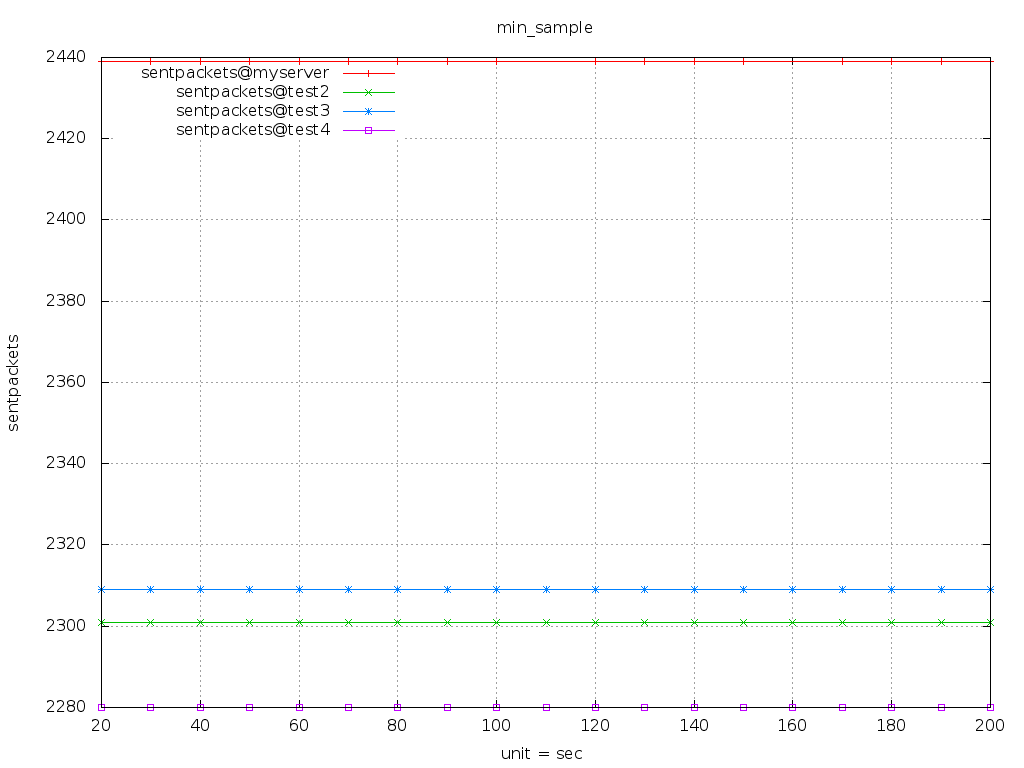 min_sample
2440
sentpackets@myserver
sentpackets@test2
sentpackets@test3
sentpackets@test4
2420
2400
2380
2360
sentpackets
2340
2320
2300
2280
20 40 60 80 100 120 140 160 180 200
unit = sec